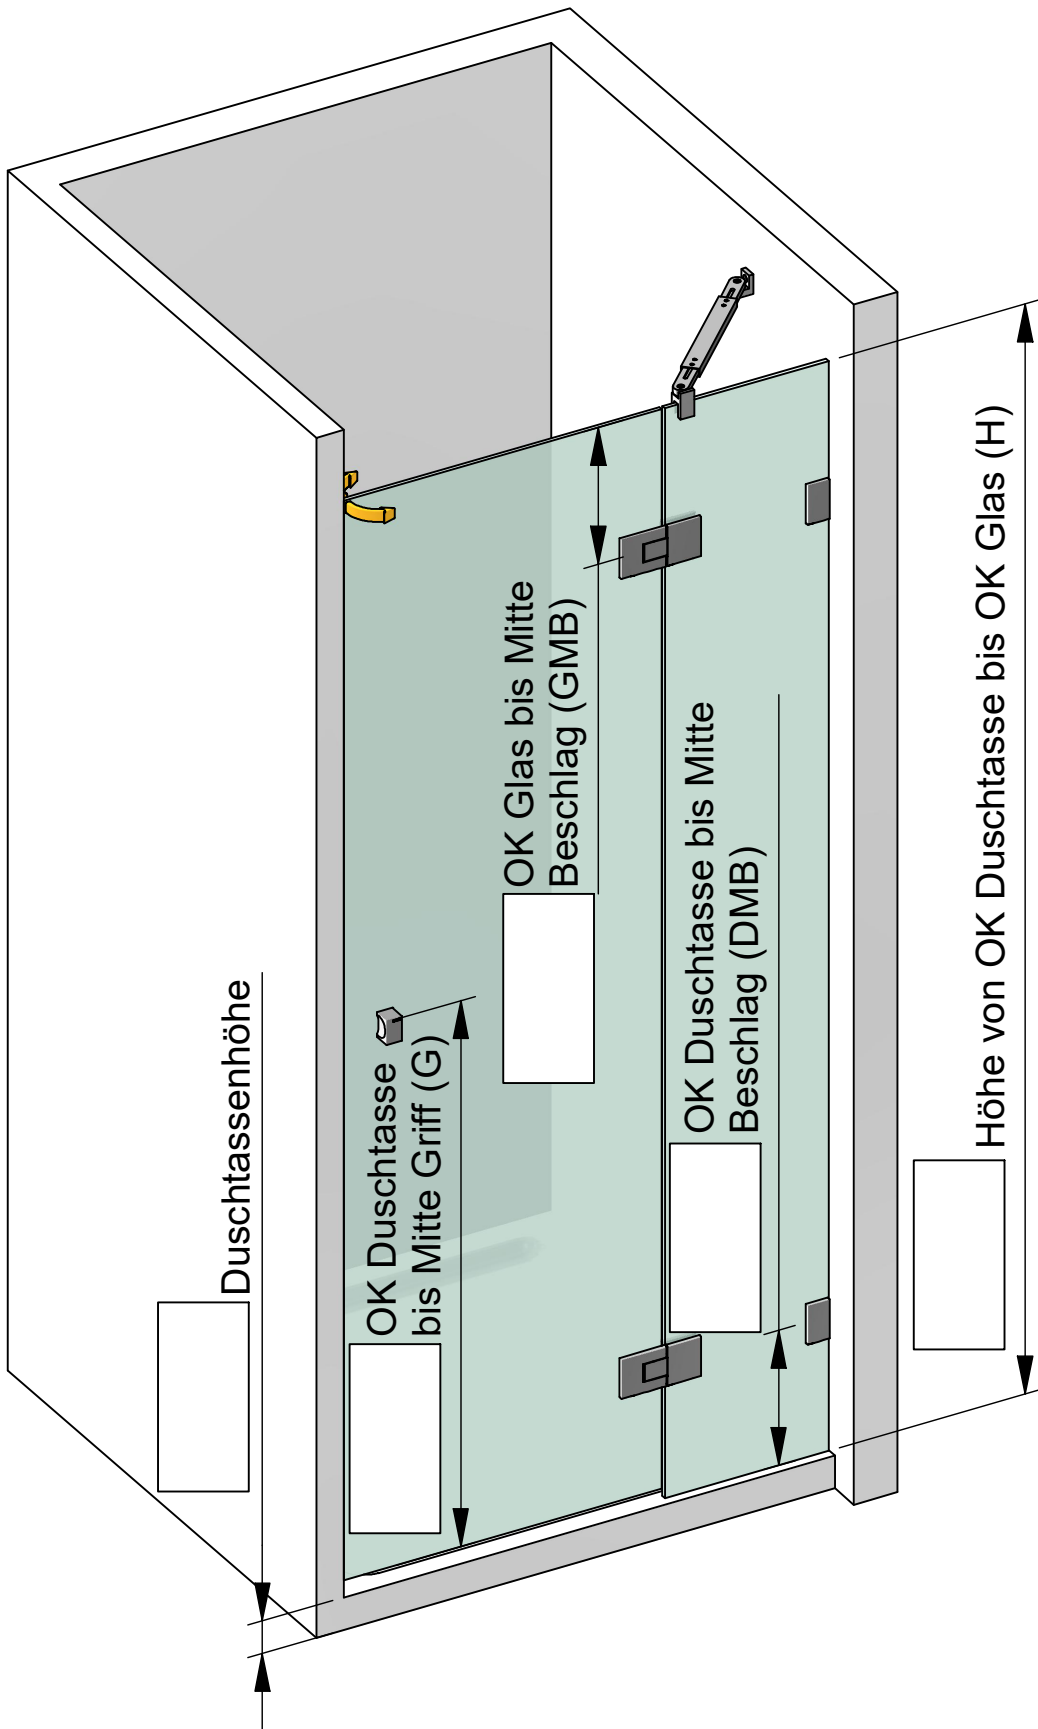 Duschtassenhöhe
OK Duschtasse
bis Mitte Griff (G)
OK Glas bis Mitte
Beschlag (GMB)
OK Duschtasse bis Mitte
Beschlag (DMB)
Höhe von OK Duschtasse bis OK Glas (H)